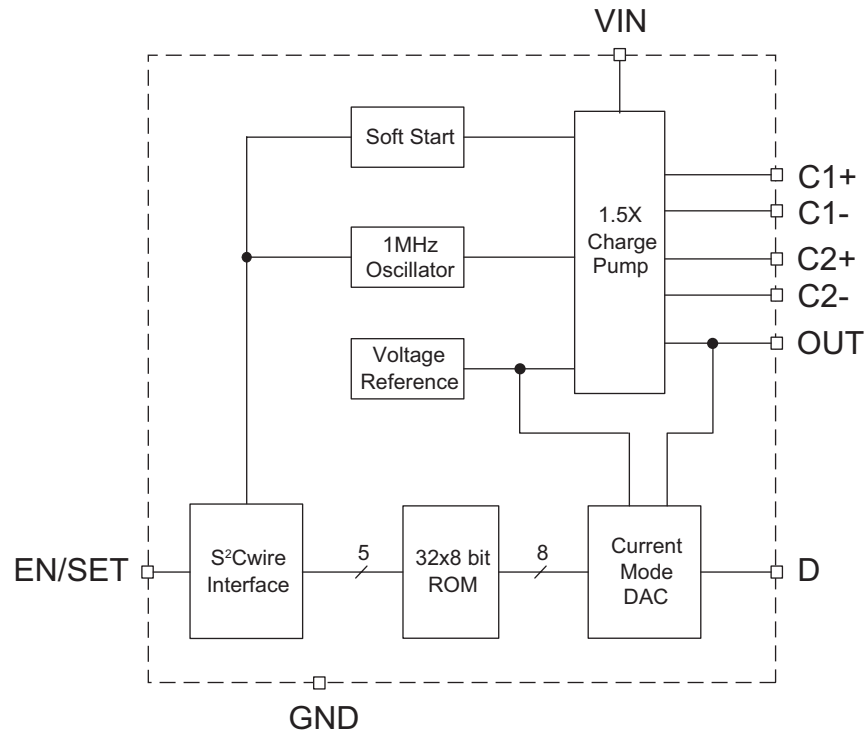 VIN
Soft Start
C1+
C1-
1.5X
Charge
Pump
1MHz
Oscillator
C2+
C2-
OUT
Voltage
Reference
EN/SET
S²Cwire
Interface
5
32x8 bit
ROM
8
Current
Mode
DAC
D
GND